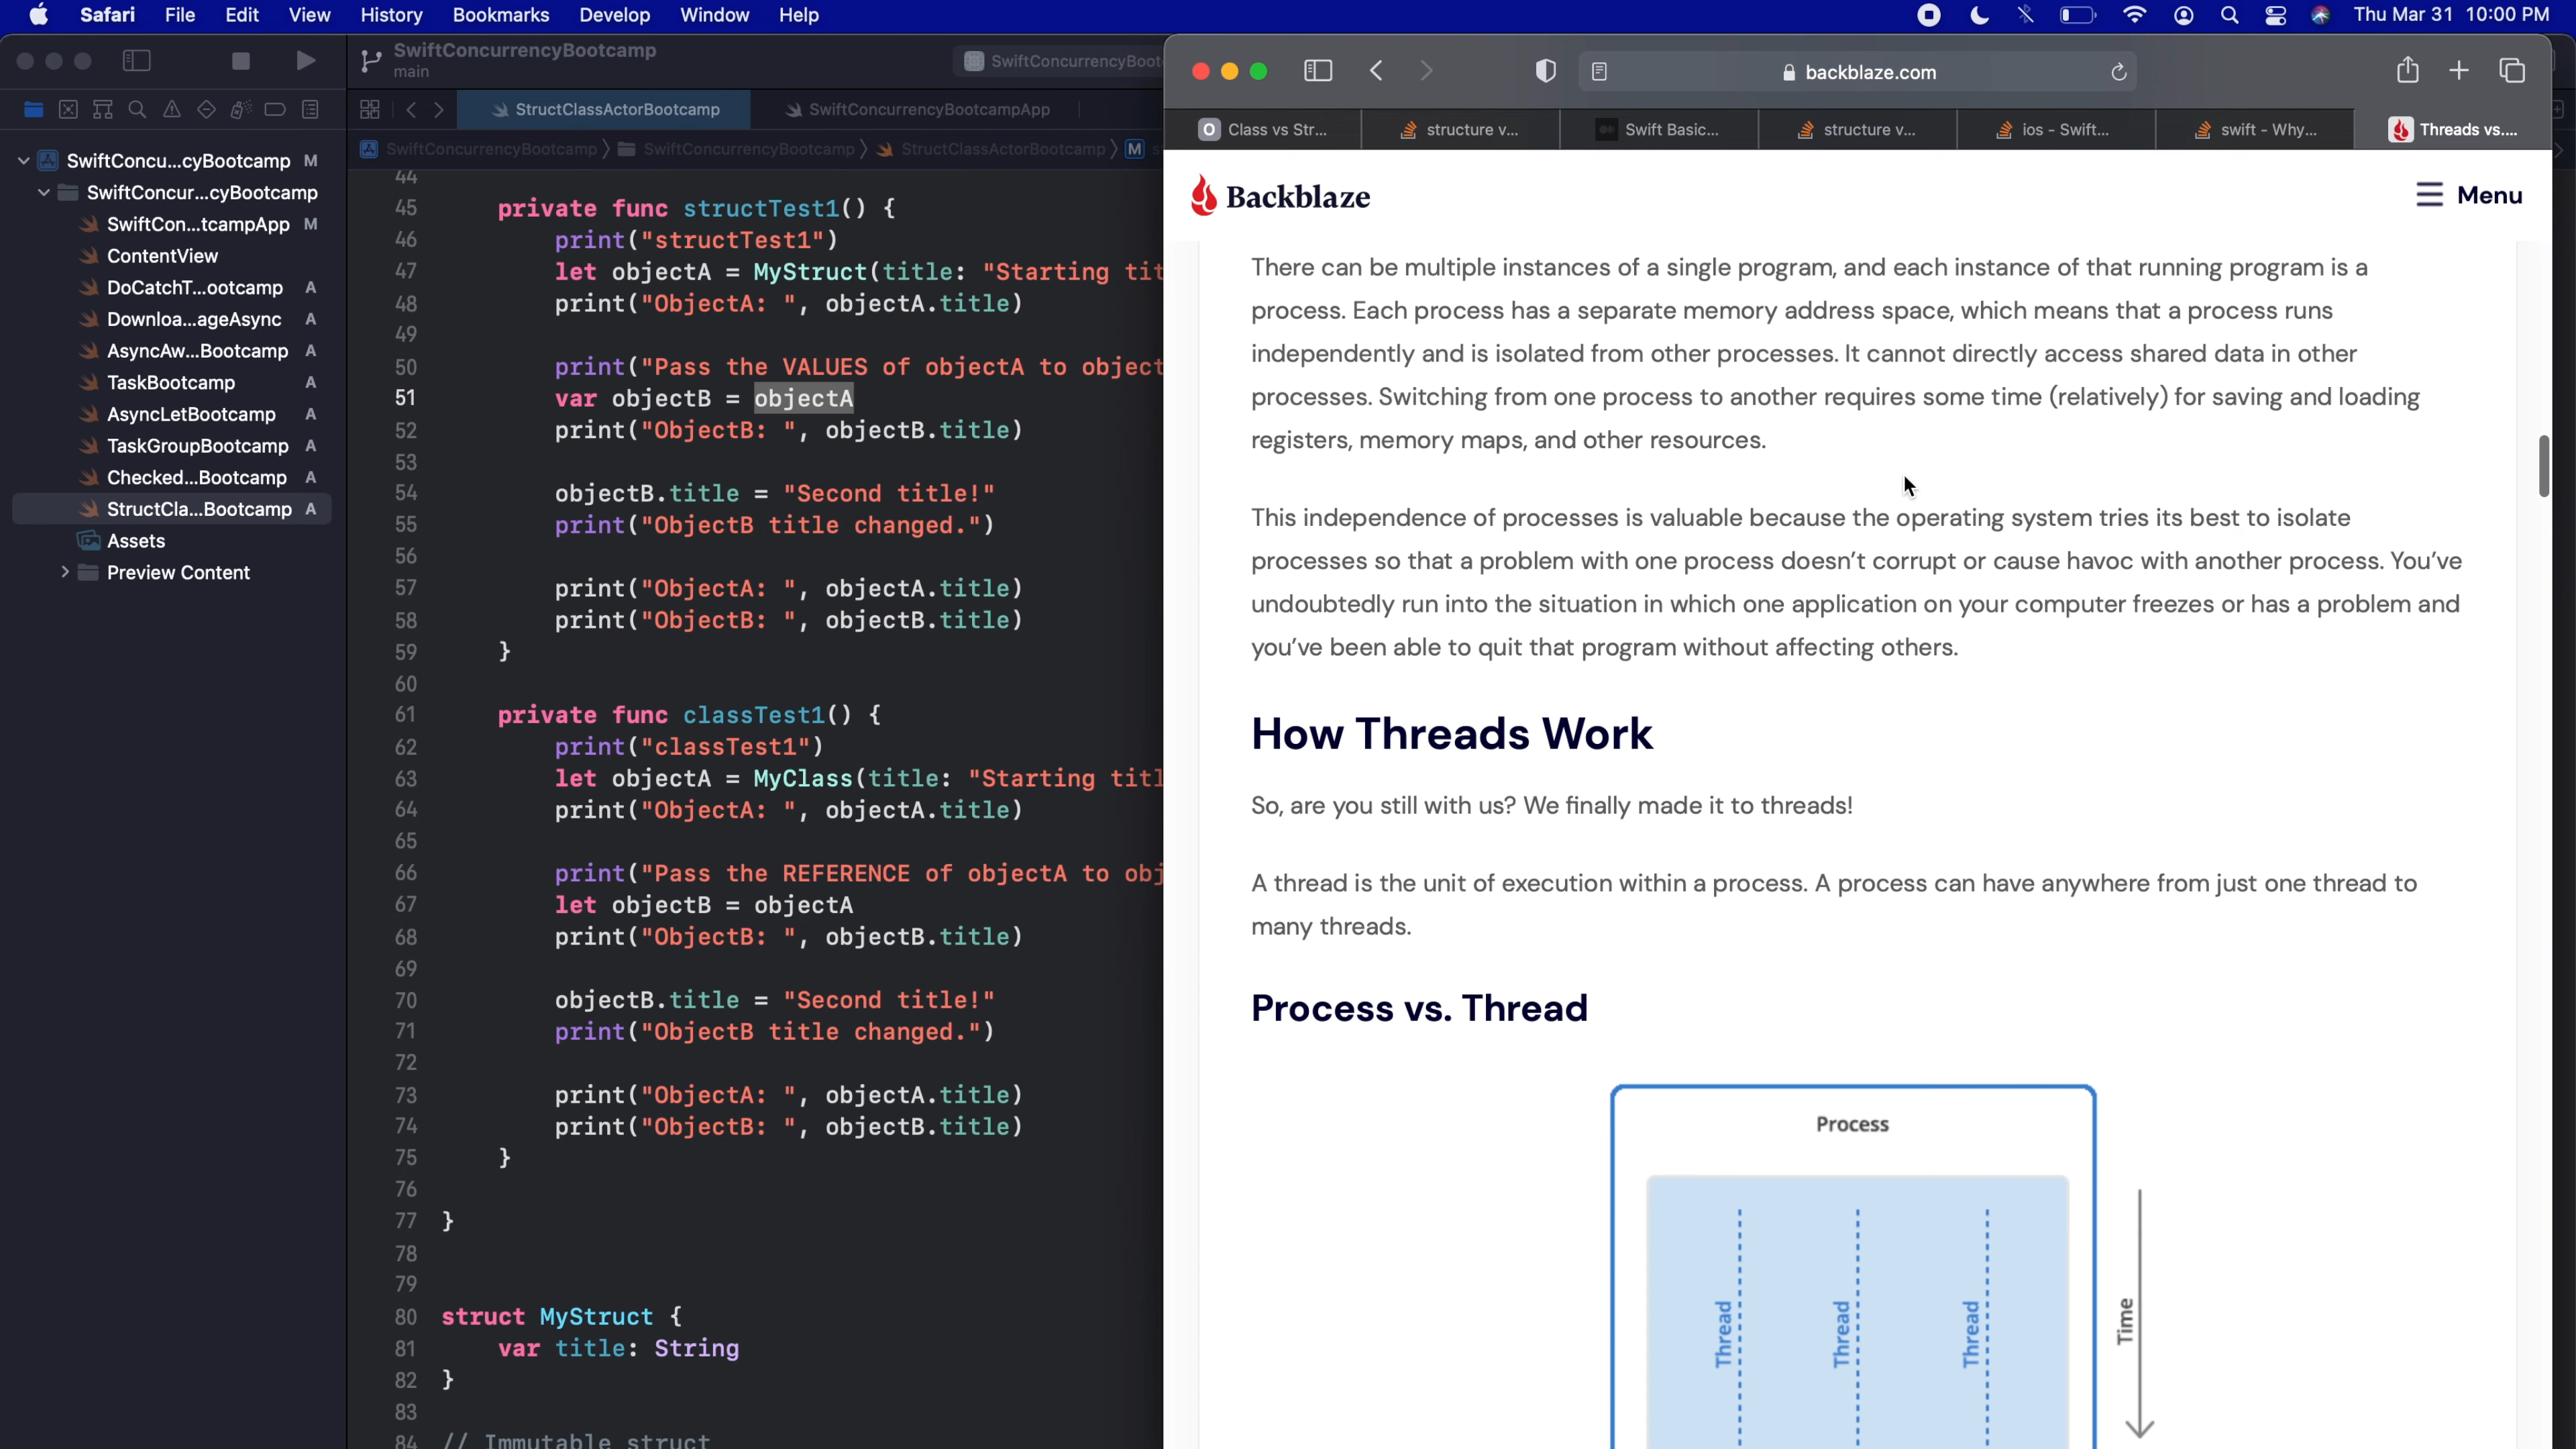 Safari File Edit View History Bookmarks Develop Window Help
Thu Mar 31 10:00 PM
SwiftConcurrencyBootcamp
main
SwiftConcurrencyBoot
StructClassActorBootcamp
SwiftConcurrencyBootcampApp
SwiftConcurrencyBootcamp SwiftConcurrencyBootcamp StructClassActorBootcamp M
SwiftConcu...cyBootcamp M
SwiftConcur...cyBootcamp
SwiftCon...tcampApp M
ContentView
DoCatchT...ootcamp A
Downloa...ageAsync A
AsyncAw...Bootcamp A
TaskBootcamp A
AsyncLetBootcamp A
TaskGroupBootcamp A
Checked...Bootcamp A
StructCla...Bootcamp A
Assets
Preview Content
44
45 private func structTest1() {
46 print("structTest1")
47 let objectA = MyStruct(title: "Starting tit
48 print("ObjectA: ", objectA.title)
49
50 print("Pass the VALUES of objectA to object
51 var objectB = objectA
52 print("ObjectB: ", objectB.title)
53
54 objectB.title = "Second title!"
55 print("ObjectB title changed.")
56
57 print("ObjectA: ", objectA.title)
58 print("ObjectB: ", objectB.title)
59 }
60
61 private func classTest1() {
62 print("classTest1")
63 let objectA = MyClass(title: "Starting titl
64 print("ObjectA: ", objectA.title)
65
66 print("Pass the REFERENCE of objectA to obj
67 let objectB = objectA
68 print("ObjectB: ", objectB.title)
69
70 objectB.title = "Second title!"
71 print("ObjectB title changed.")
72
73 print("ObjectA: ", objectA.title)
74 print("ObjectB: ", objectB.title)
75 }
76
77 }
78
79
80 struct MyStruct {
81 var title: String
82 }
83
84 // Immutable struct
backblaze.com
Class vs Str...
structure v...
Swift Basic...
structure v...
ios - Swift...
swift - Why...
Threads vs....
Backblaze
Menu
There can be multiple instances of a single program, and each instance of that running program is a
process. Each process has a separate memory address space, which means that a process runs
independently and is isolated from other processes. It cannot directly access shared data in other
processes. Switching from one process to another requires some time (relatively) for saving and loading
registers, memory maps, and other resources.
This independence of processes is valuable because the operating system tries its best to isolate
processes so that a problem with one process doesn’t corrupt or cause havoc with another process. You’ve
undoubtedly run into the situation in which one application on your computer freezes or has a problem and
you’ve been able to quit that program without affecting others.
How Threads Work
So, are you still with us? We finally made it to threads!
A thread is the unit of execution within a process. A process can have anywhere from just one thread to
many threads.
Process vs. Thread
Process
Thread
Thread
Thread
Time